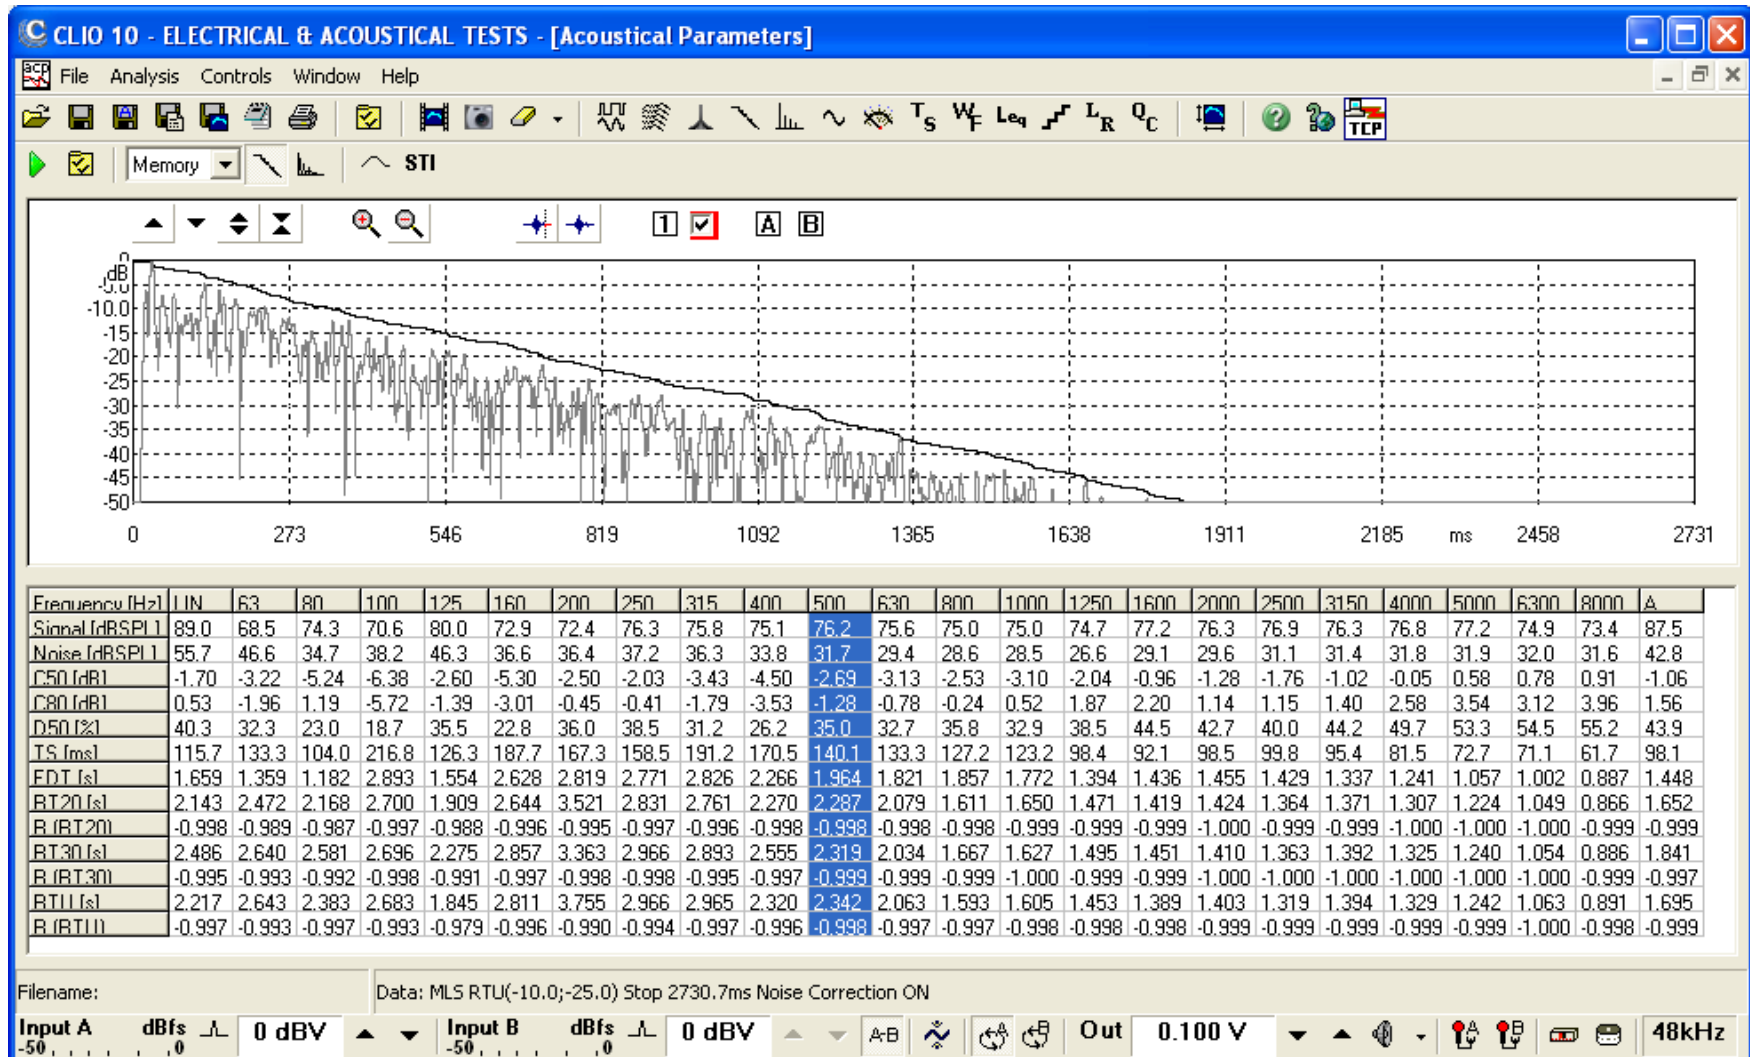 CLIO 10 - ELECTRICAL & ACOUSTICAL TESTS - [Acoustical Parameters]
acp File Analysis Controls Window Help
T S W F Leq L R Q C TCP
Memory STI
1 A B
0
dB
-5.0
-10.0
-15
-20
-25
-30
-35
-40
-45
-50
0 273 546 819 1092 1365 1638 1911 2185 ms 2458 2731
Frequency [Hz] LIN 63 80 100 125 160 200 250 315 400 500 630 800 1000 1250 1600 2000 2500 3150 4000 5000 6300 8000 A
Signal [dBSPL] 89.0 68.5 74.3 70.6 80.0 72.9 72.4 76.3 75.8 75.1 76.2 75.6 75.0 75.0 74.7 77.2 76.3 76.9 76.3 76.8 77.2 74.9 73.4 87.5
Noise [dBSPL] 55.7 46.6 34.7 38.2 46.3 36.6 36.4 37.2 36.3 33.8 31.7 29.4 28.6 28.5 26.6 29.1 29.6 31.1 31.4 31.8 31.9 32.0 31.6 42.8
C50 [dB] -1.70 -3.22 -5.24 -6.38 -2.60 -5.30 -2.50 -2.03 -3.43 -4.50 -2.69 -3.13 -2.53 -3.10 -2.04 -0.96 -1.28 -1.76 -1.02 -0.05 0.58 0.78 0.91 -1.06
C80 [dB] 0.53 -1.96 1.19 -5.72 -1.39 -3.01 -0.45 -0.41 -1.79 -3.53 -1.28 -0.78 -0.24 0.52 1.87 2.20 1.14 1.15 1.40 2.58 3.54 3.12 3.96 1.56
D50 [%] 40.3 32.3 23.0 18.7 35.5 22.8 36.0 38.5 31.2 26.2 35.0 32.7 35.8 32.9 38.5 44.5 42.7 40.0 44.2 49.7 53.3 54.5 55.2 43.9
TS [ms] 115.7 133.3 104.0 216.8 126.3 187.7 167.3 158.5 191.2 170.5 140.1 133.3 127.2 123.2 98.4 92.1 98.5 99.8 95.4 81.5 72.7 71.1 61.7 98.1
EDT [s] 1.659 1.359 1.182 2.893 1.554 2.628 2.819 2.771 2.826 2.266 1.964 1.821 1.857 1.772 1.394 1.436 1.455 1.429 1.337 1.241 1.057 1.002 0.887 1.448
RT20 [s] 2.143 2.472 2.168 2.700 1.909 2.644 3.521 2.831 2.761 2.270 2.287 2.079 1.611 1.650 1.471 1.419 1.424 1.364 1.371 1.307 1.224 1.049 0.866 1.652
R (RT20) -0.998 -0.989 -0.987 -0.997 -0.988 -0.996 -0.995 -0.997 -0.996 -0.998 -0.998 -0.998 -0.998 -0.999 -0.999 -0.999 -1.000 -0.999 -0.999 -1.000 -1.000 -1.000 -0.999 -0.999
RT30 [s] 2.486 2.640 2.581 2.696 2.275 2.857 3.363 2.966 2.893 2.555 2.319 2.034 1.667 1.627 1.495 1.451 1.410 1.363 1.392 1.325 1.240 1.054 0.886 1.841
R (RT30) -0.995 -0.993 -0.992 -0.998 -0.991 -0.997 -0.998 -0.998 -0.995 -0.997 -0.999 -0.999 -0.999 -1.000 -0.999 -0.999 -1.000 -1.000 -1.000 -1.000 -1.000 -1.000 -0.999 -0.997
RTU [s] 2.217 2.643 2.383 2.683 1.845 2.811 3.755 2.966 2.965 2.320 2.342 2.063 1.593 1.605 1.453 1.389 1.403 1.319 1.394 1.329 1.242 1.063 0.891 1.695
R (RTU) -0.997 -0.993 -0.997 -0.993 -0.979 -0.996 -0.990 -0.994 -0.997 -0.996 -0.998 -0.997 -0.997 -0.998 -0.998 -0.998 -0.999 -0.999 -0.999 -0.999 -0.999 -1.000 -0.998 -0.999
Filename: Data: MLS RTU(-10.0;-25.0) Stop 2730.7ms Noise Correction ON
Input A dBfs 0 dBV Input B dBfs 0 dBV A-B A B Out 0.100 V A B 48kHz
-50 0 -50 0